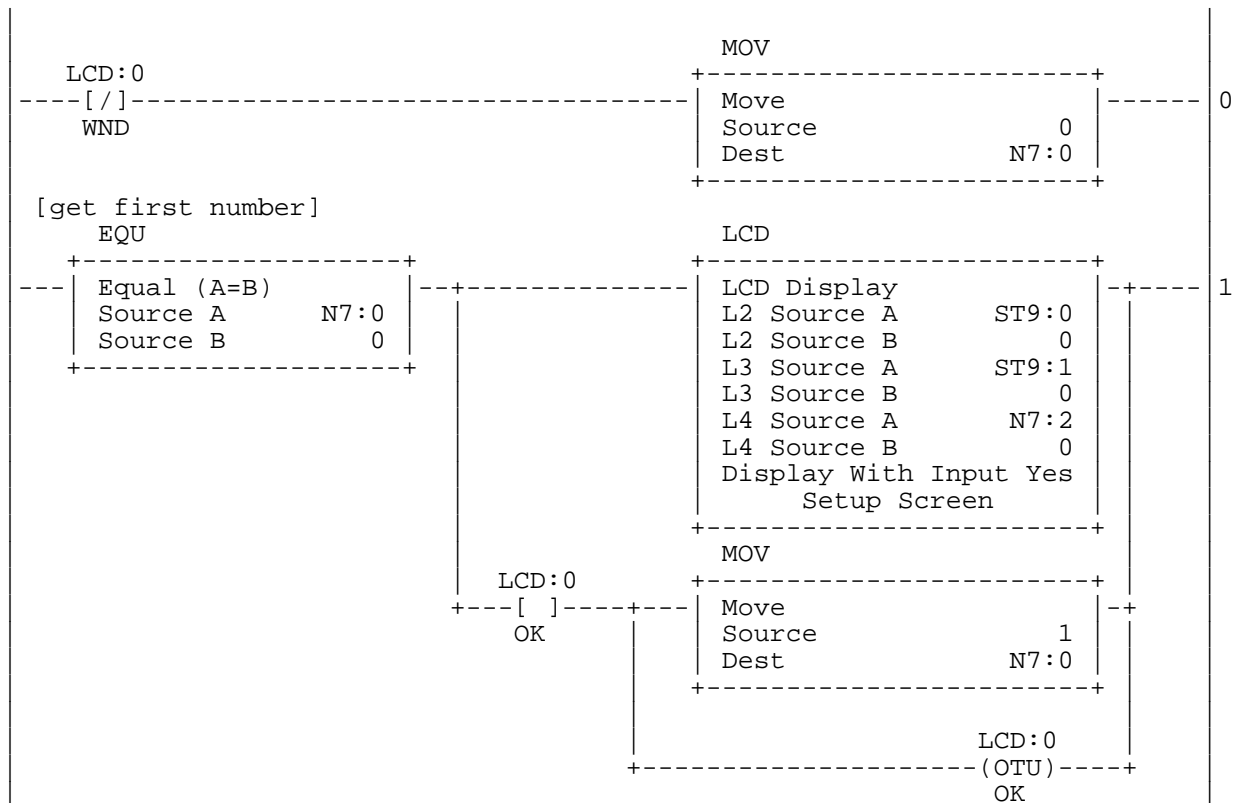 MOV
LCD:0
[/] Move 0
WND Source 0
Dest N7:0
[get first number]
EQU LCD
Equal (A=B) LCD Display 1
Source A N7:0 L2 Source A ST9:0
Source B 0 L2 Source B 0
L3 Source A ST9:1
L3 Source B 0
L4 Source A N7:2
L4 Source B 0
Display With Input Yes
Setup Screen
MOV
LCD:0
[ ] Move
OK Source 1
Dest N7:0
LCD:0
(OTU)
OK